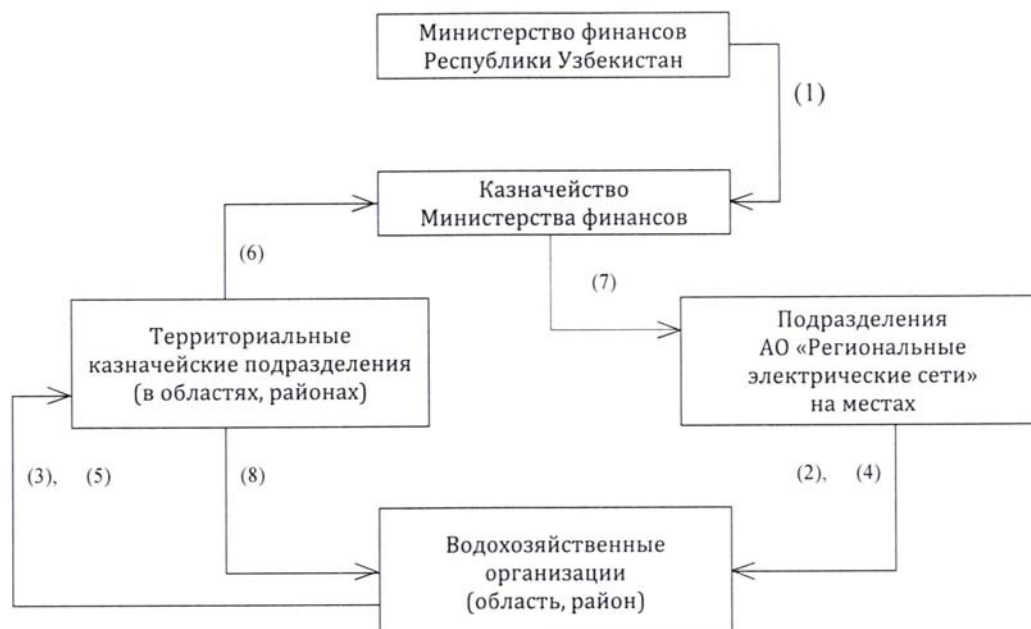 Министерство финансов
Республики Узбекистан
(1)
Казначейство
Министерства финансов
(6)
(7)
Территориальные
казначейские подразделения
(в областях, районах)
Подразделения
АО «Региональные
электрические сети»
на местах
(3), (5)
(8)
(2), (4)
Водохозяйственные
организации
(область, район)